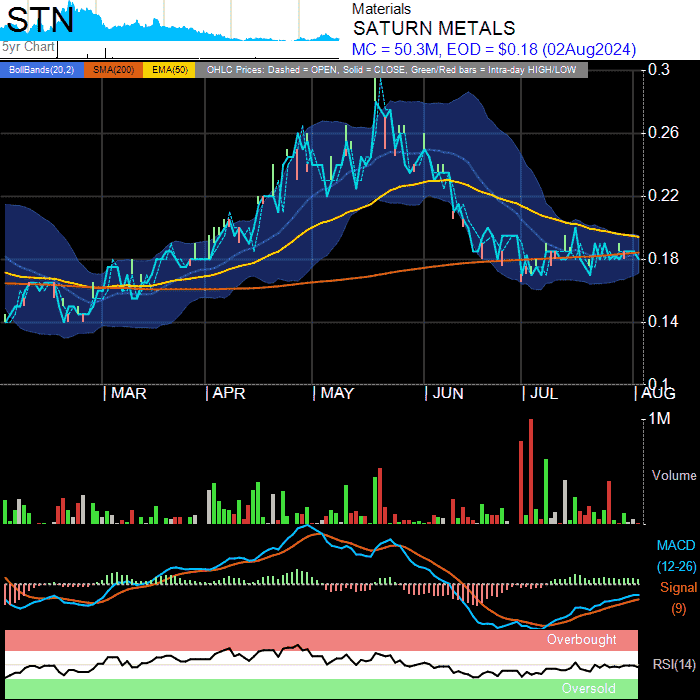 STN
5yr Chart
Materials
SATURN METALS
MC = 50.3M, EOD = $0.18 (02Aug2024)
BollBands(20,2) SMA(200) EMA(50) OHLC Prices: Dashed = OPEN, Solid = CLOSE, Green/Red bars = Intra-day HIGH/LOW
0.3
0.26
0.22
0.18
0.14
0.1
MAR APR MAY JUN JUL AUG
1M
Volume
MACD
(12-26)
Signal
(9)
Overbought
RSI(14)
Oversold